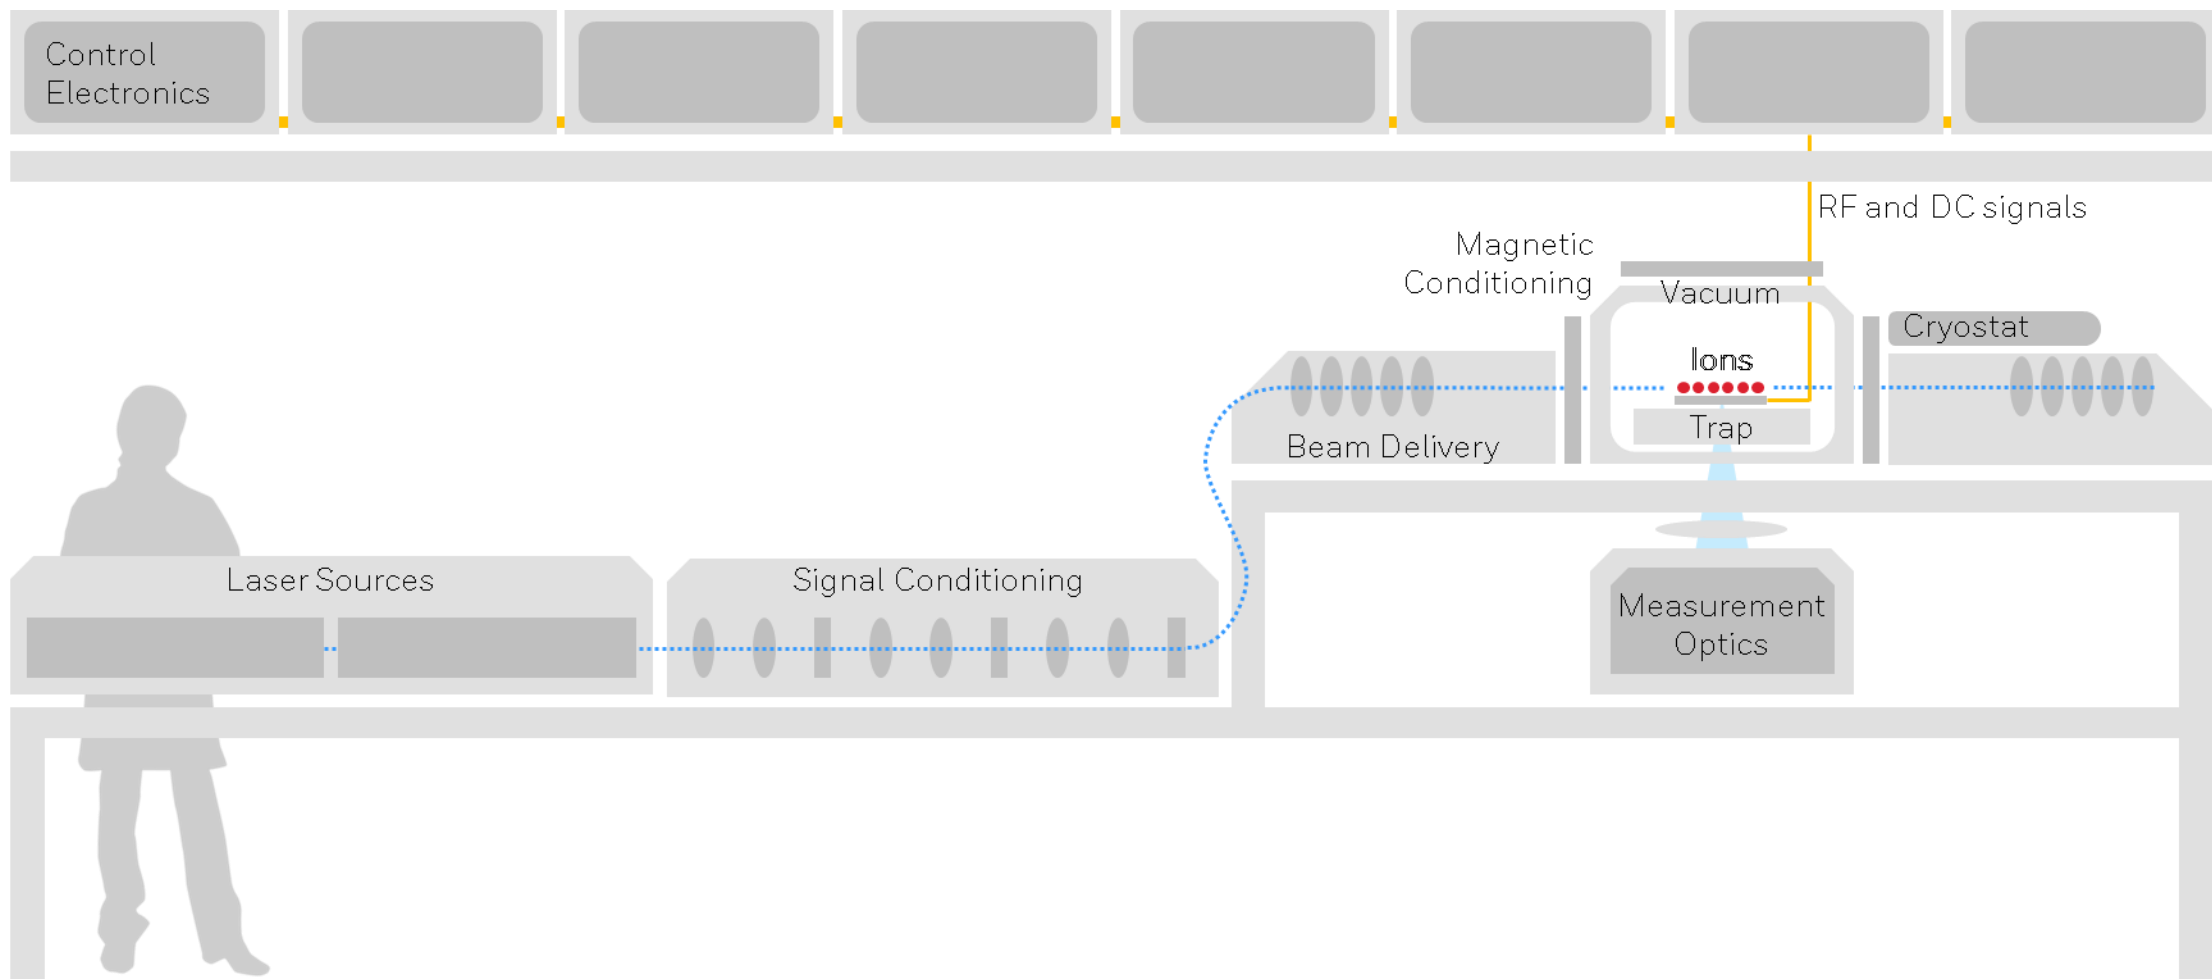 Control
Electronics
RF and DC signals
Magnetic
Conditioning
Vacuum
Cryostat
Ions
Trap
Beam Delivery
Laser Sources
Signal Conditioning
Measurement
Optics